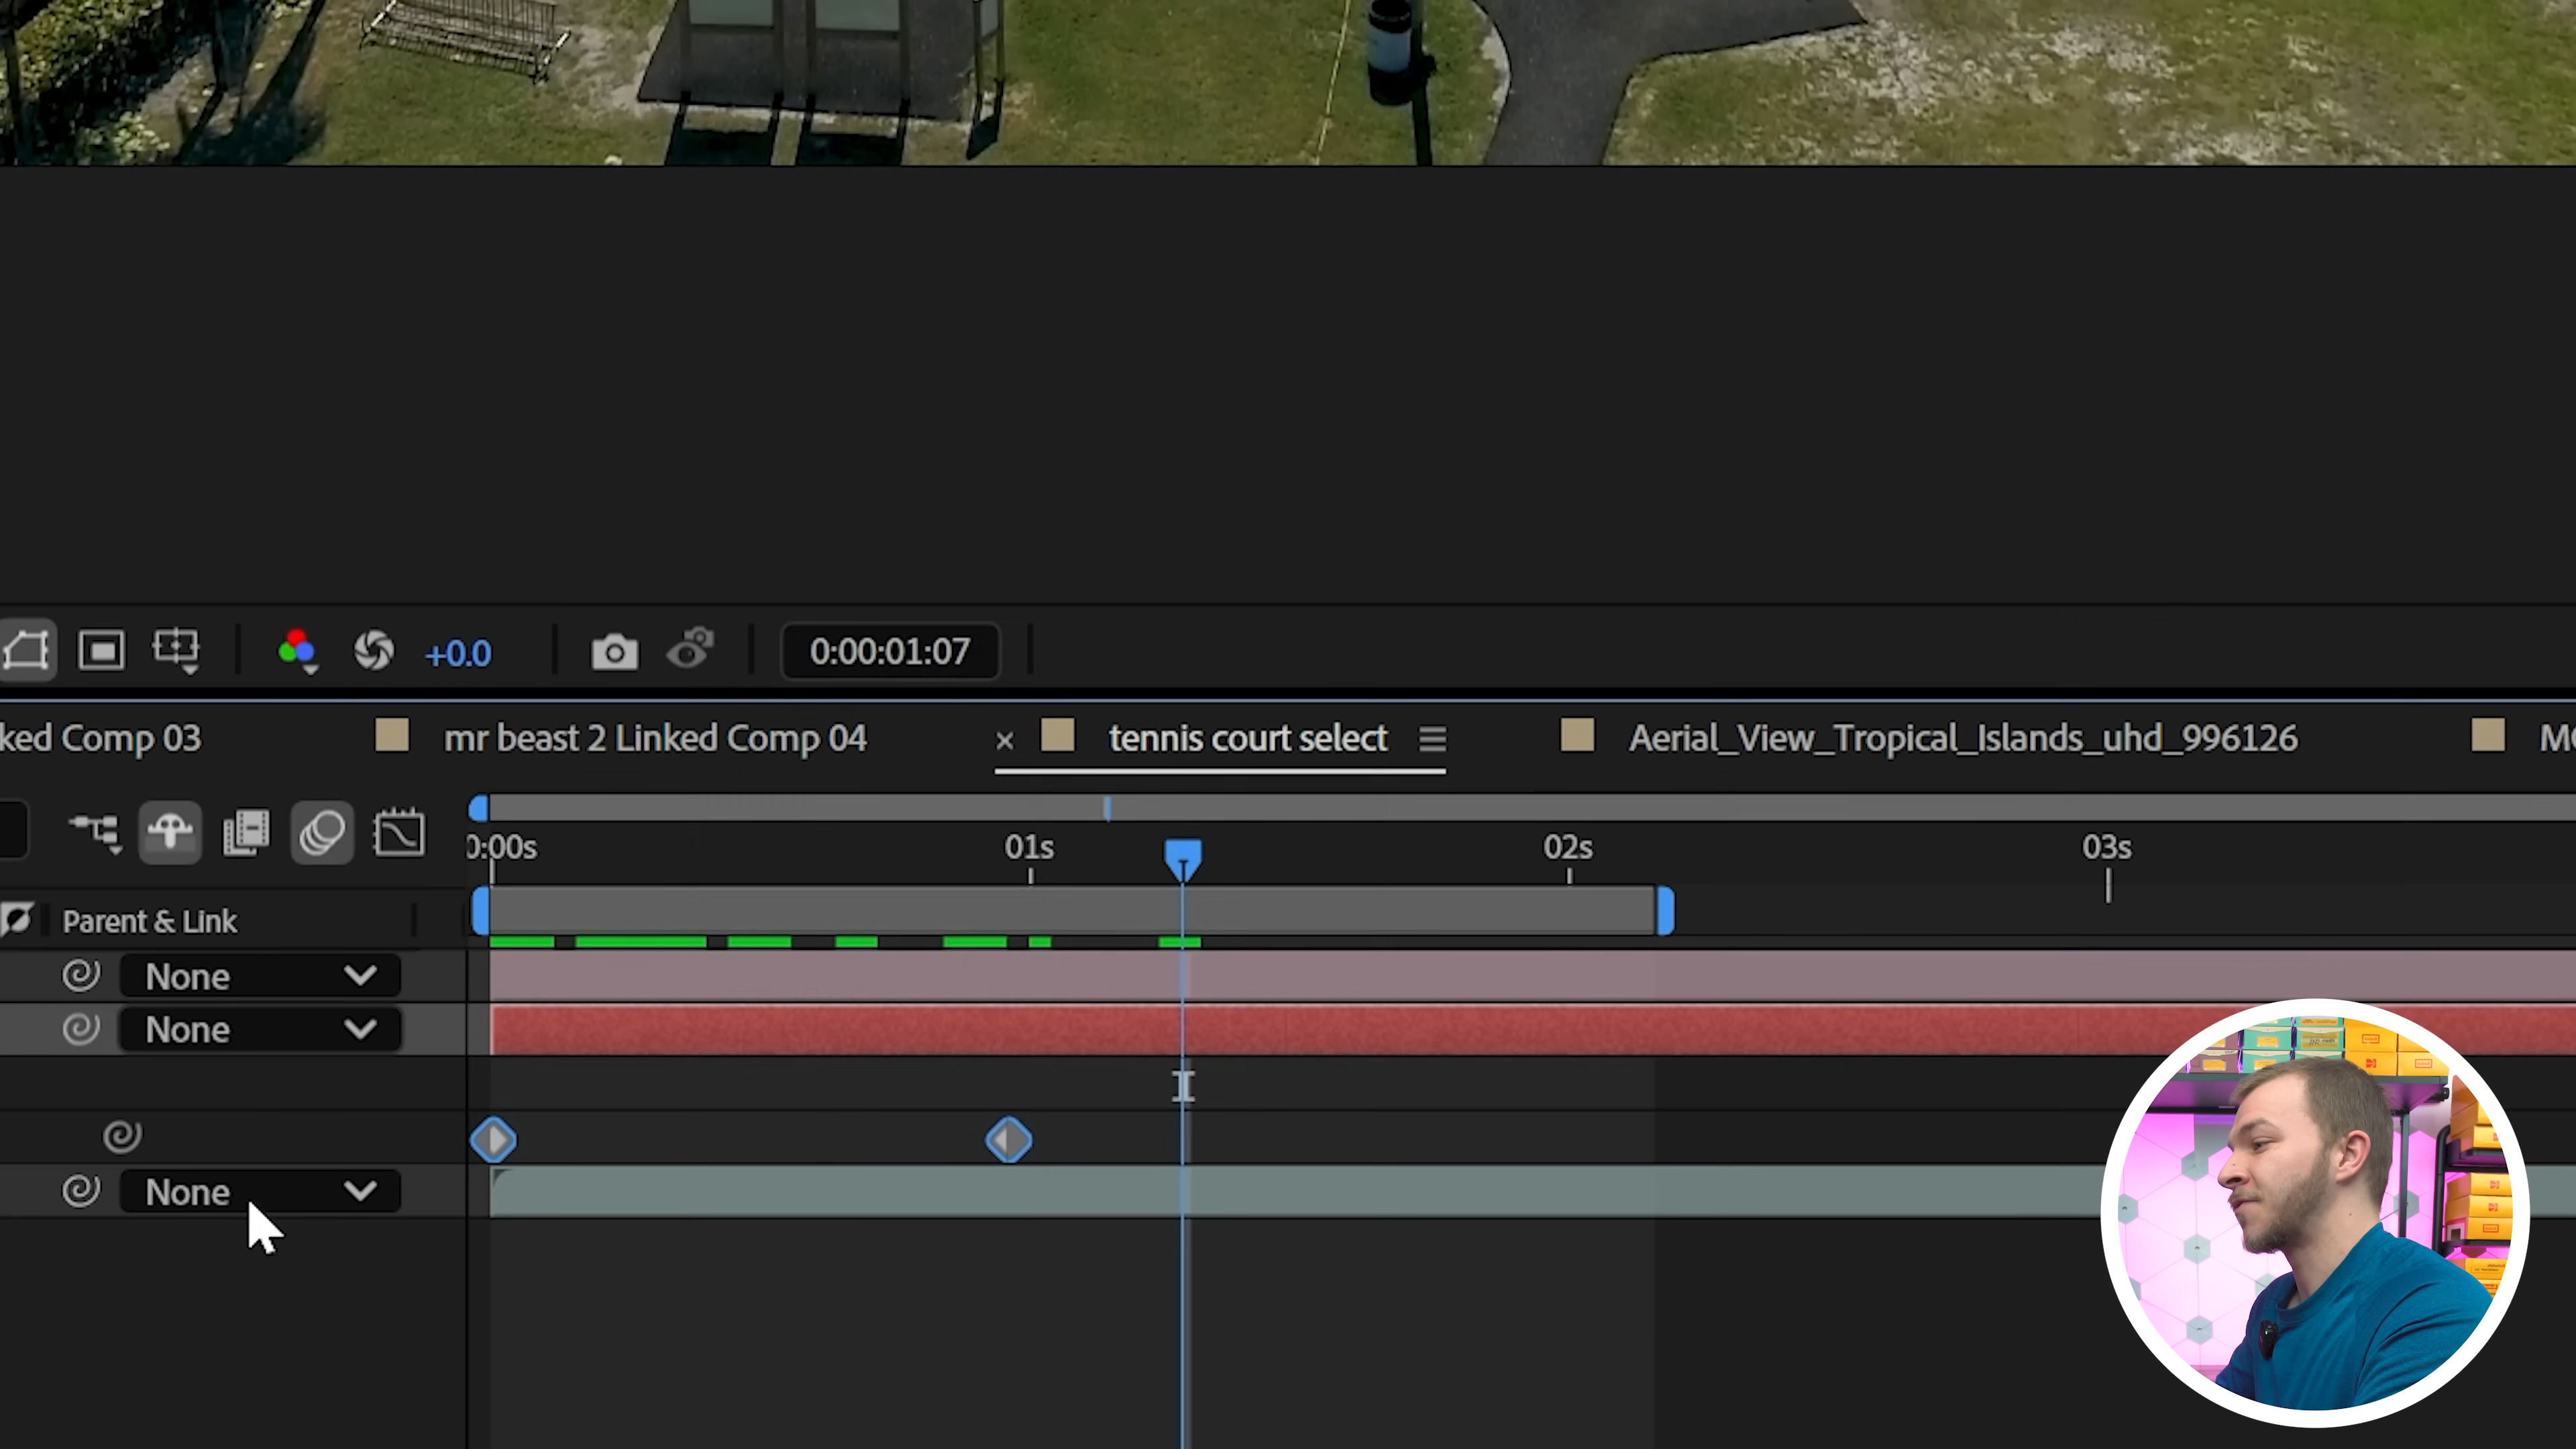 +0.0
0:00:01:07
ked Comp 03
mr beast 2 Linked Comp 04
× tennis court select
Aerial_View_Tropical_Islands_uhd_996126
0:00s
01s
02s
03s
Parent & Link
None
None
None